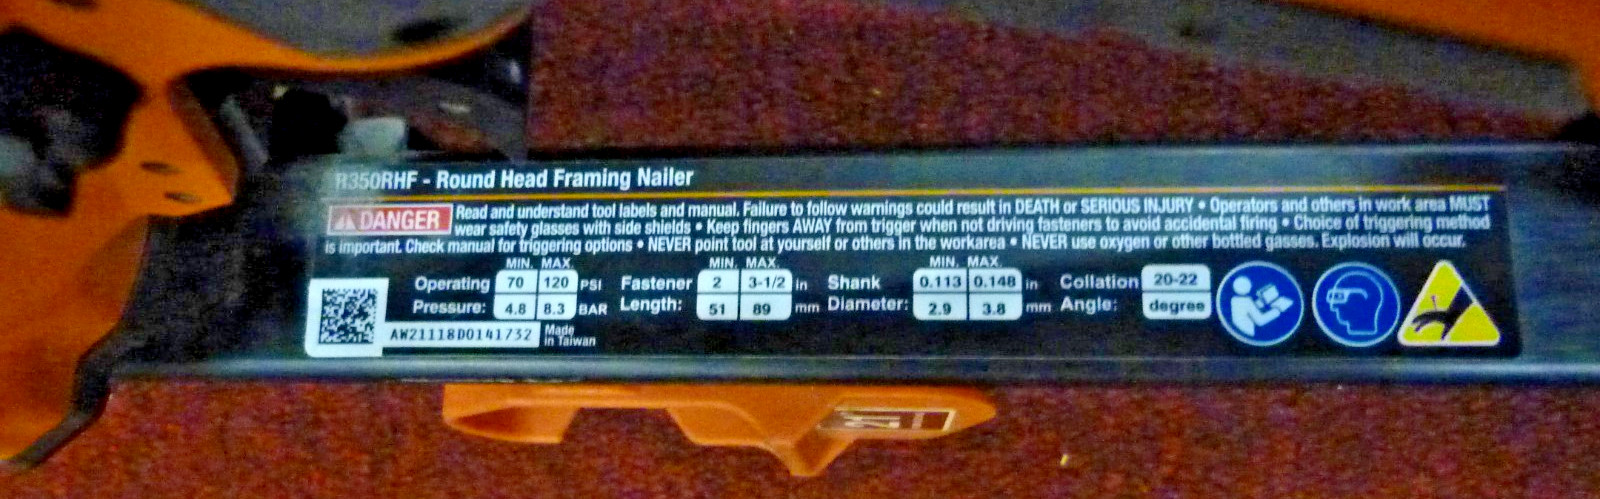 R350RHF - Round Head Framing Nailer
DANGER Read and understand tool labels and manual. Failure to follow warnings could result in DEATH or SERIOUS INJURY • Operators and others in work area MUST
wear safety glasses with side shields • Keep fingers AWAY from trigger when not driving fasteners to avoid accidental firing • Choice of triggering method
is important. Check manual for triggering options • NEVER point tool at yourself or others in the workarea • NEVER use oxygen or other bottled gasses. Explosion will occur.
MIN. MAX. MIN. MAX. MIN. MAX.
Operating 70 120 PSI Fastener 2 3-1/2 in Shank 0.113 0.148 in Collation 20-22
Pressure: 4.8 8.3 BAR Length: 51 89 mm Diameter: 2.9 3.8 mm Angle: degree
AW21118D0141732 Made
in Taiwan
21